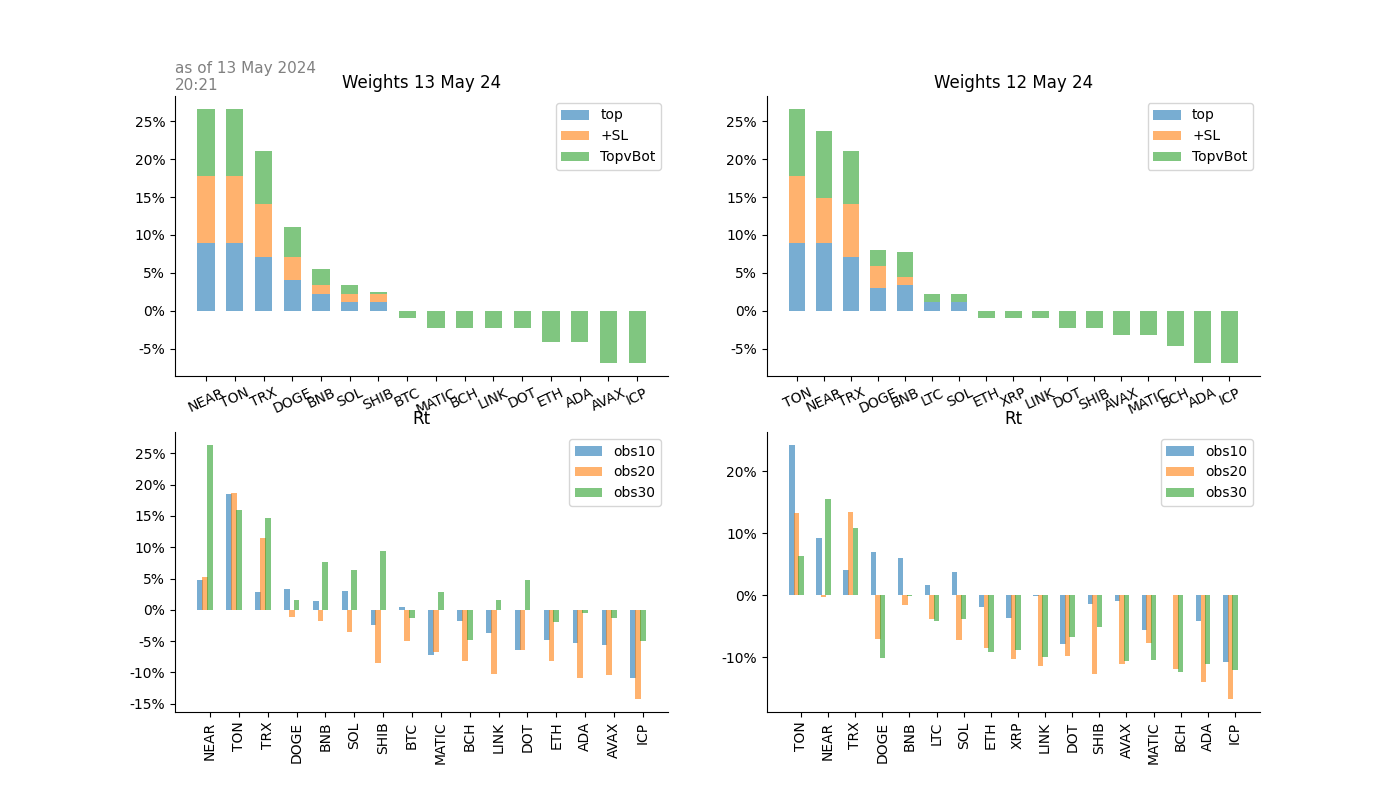 as of 13 May 2024
20:21
Weights 13 May 24
25%
20%
15%
10%
5%
0%
-5%
top
+SL
TopvBot
NEAR TON TRX DOGE BNB SOL SHIB BTC MATIC BCH LINK DOT ETH ADA AVAX ICP
Weights 12 May 24
25%
20%
15%
10%
5%
0%
-5%
top
+SL
TopvBot
TON NEAR TRX DOGE BNB LTC SOL ETH XRP LINK DOT SHIB AVAX MATIC BCH ADA ICP
Rt
25%
20%
15%
10%
5%
0%
-5%
-10%
-15%
obs10
obs20
obs30
NEAR TON TRX DOGE BNB SOL SHIB BTC MATIC BCH LINK DOT ETH ADA AVAX ICP
Rt
20%
10%
0%
-10%
obs10
obs20
obs30
TON NEAR TRX DOGE BNB LTC SOL ETH XRP LINK DOT SHIB AVAX MATIC BCH ADA ICP